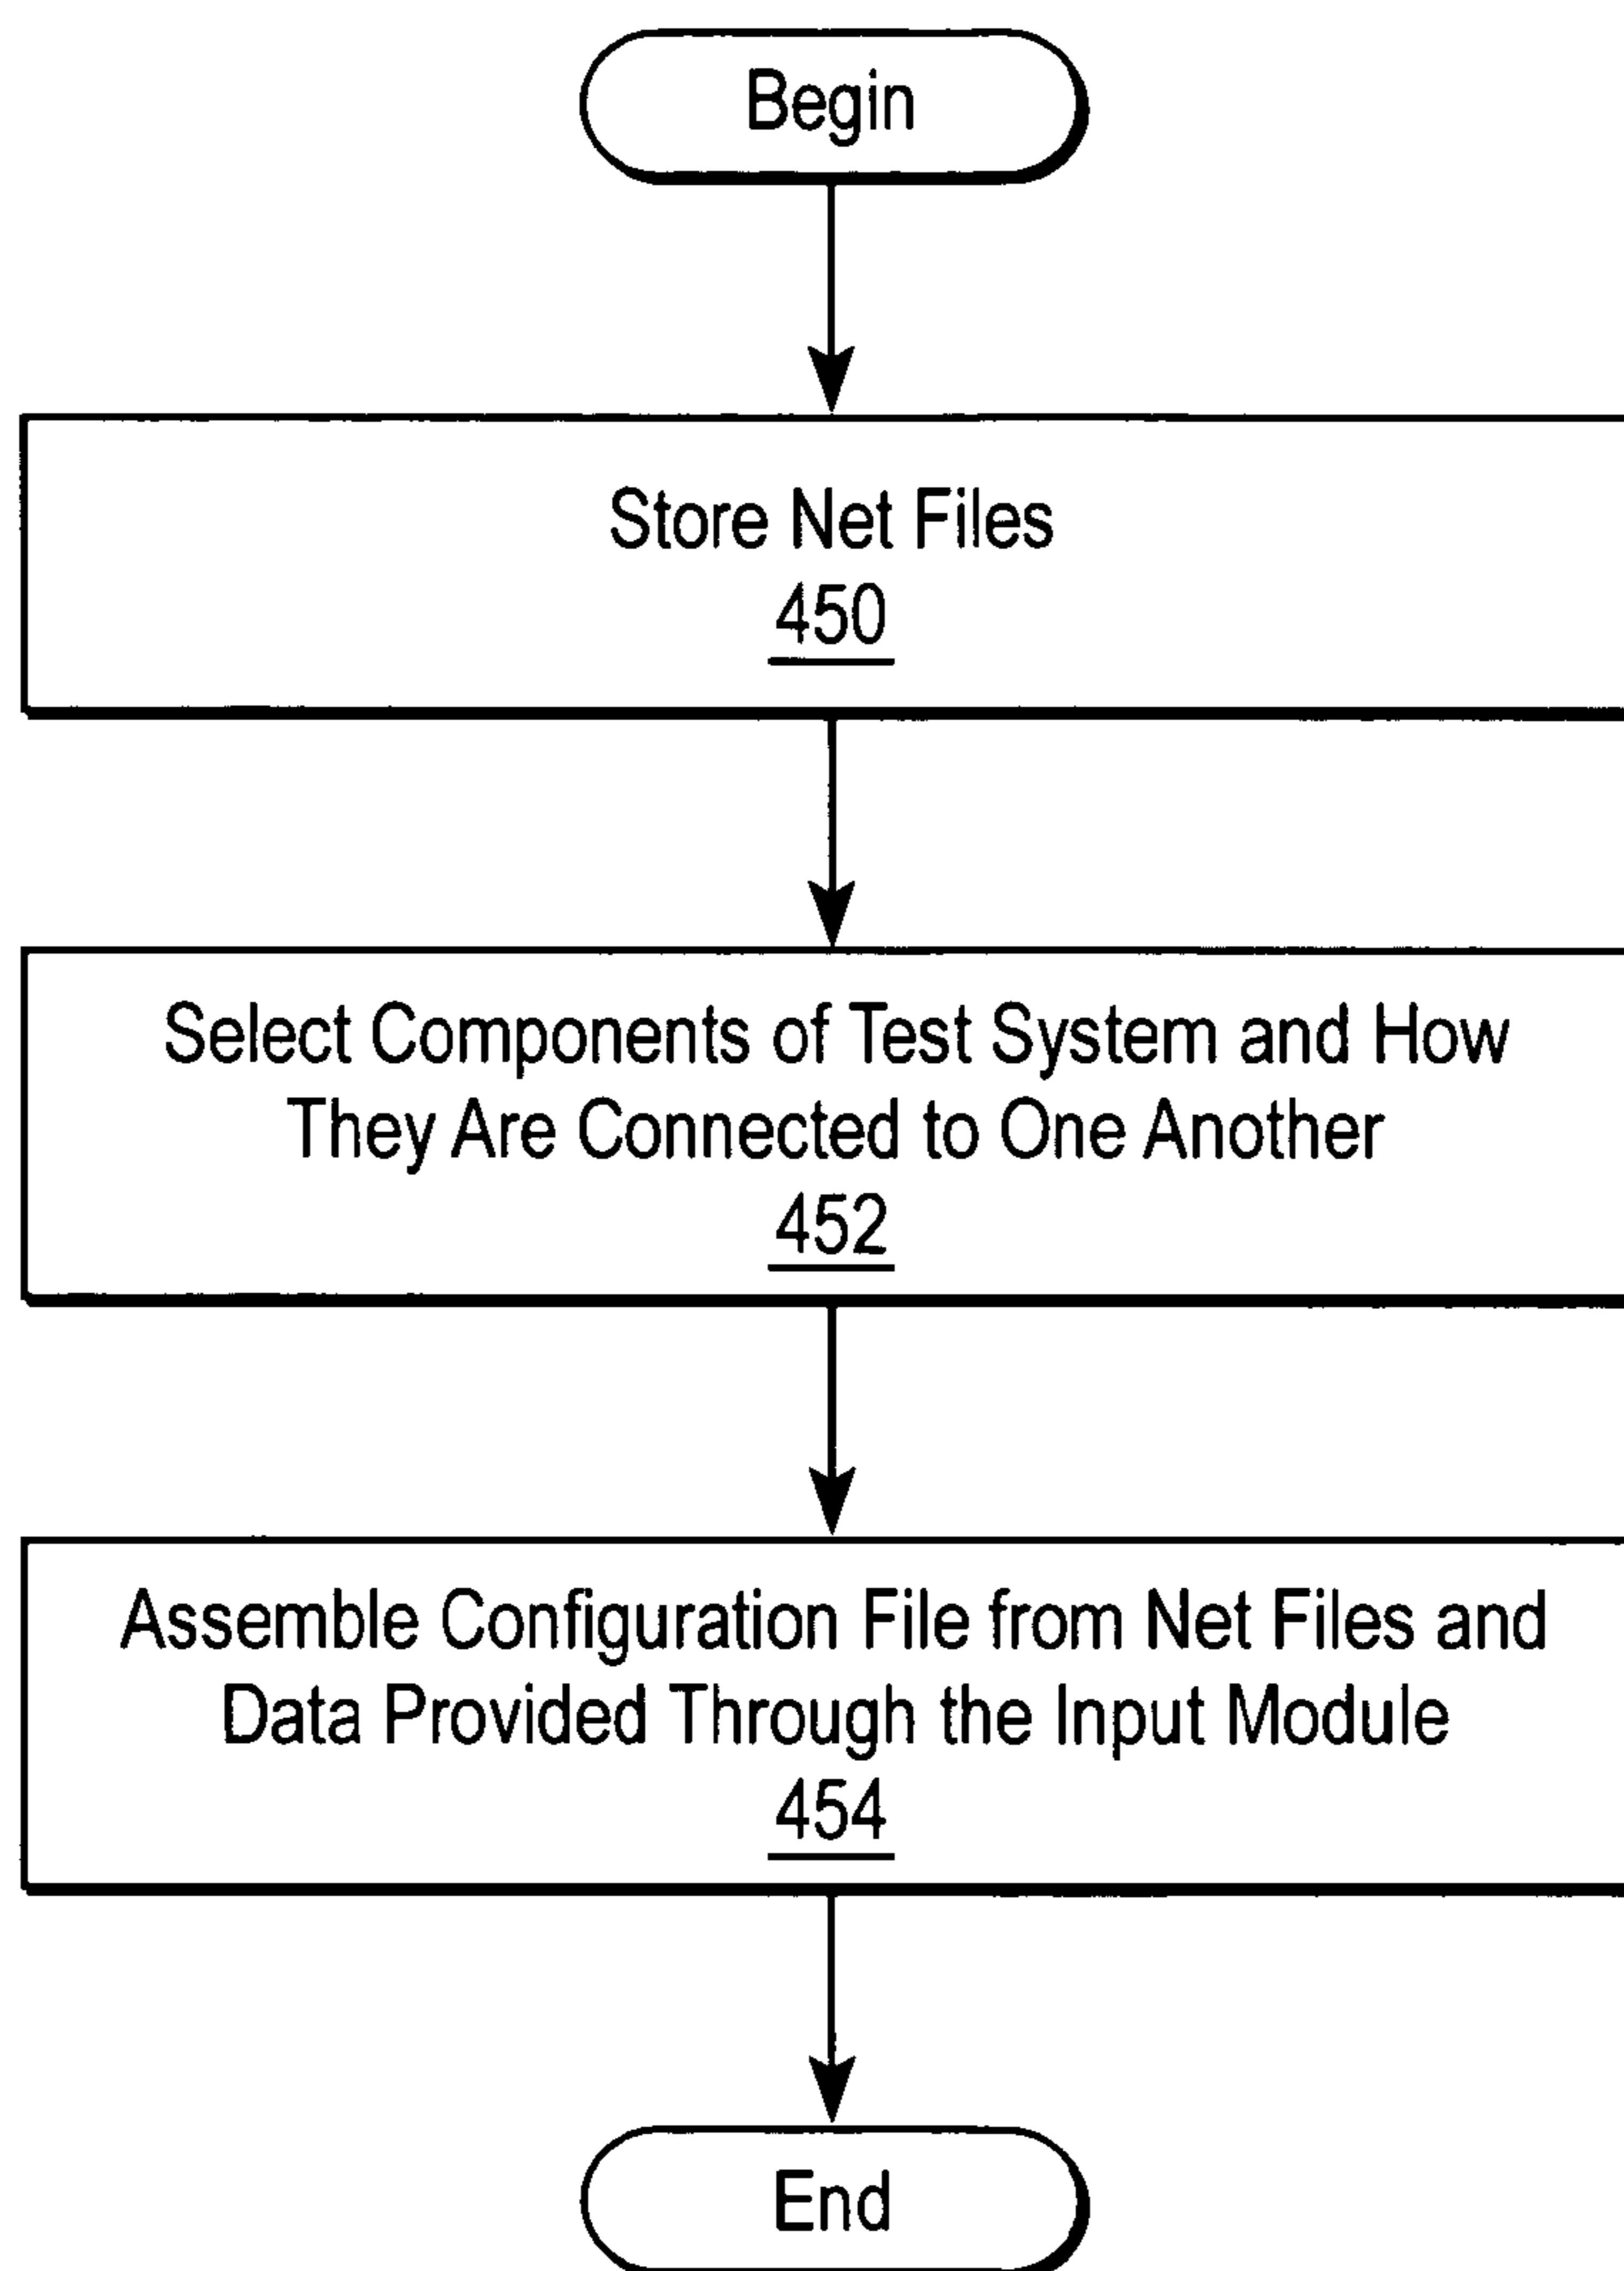 Begin
Store Net Files
450
Select Components of Test System and How
They Are Connected to One Another
452
Assemble Configuration File from Net Files and
Data Provided Through the Input Module
454
End